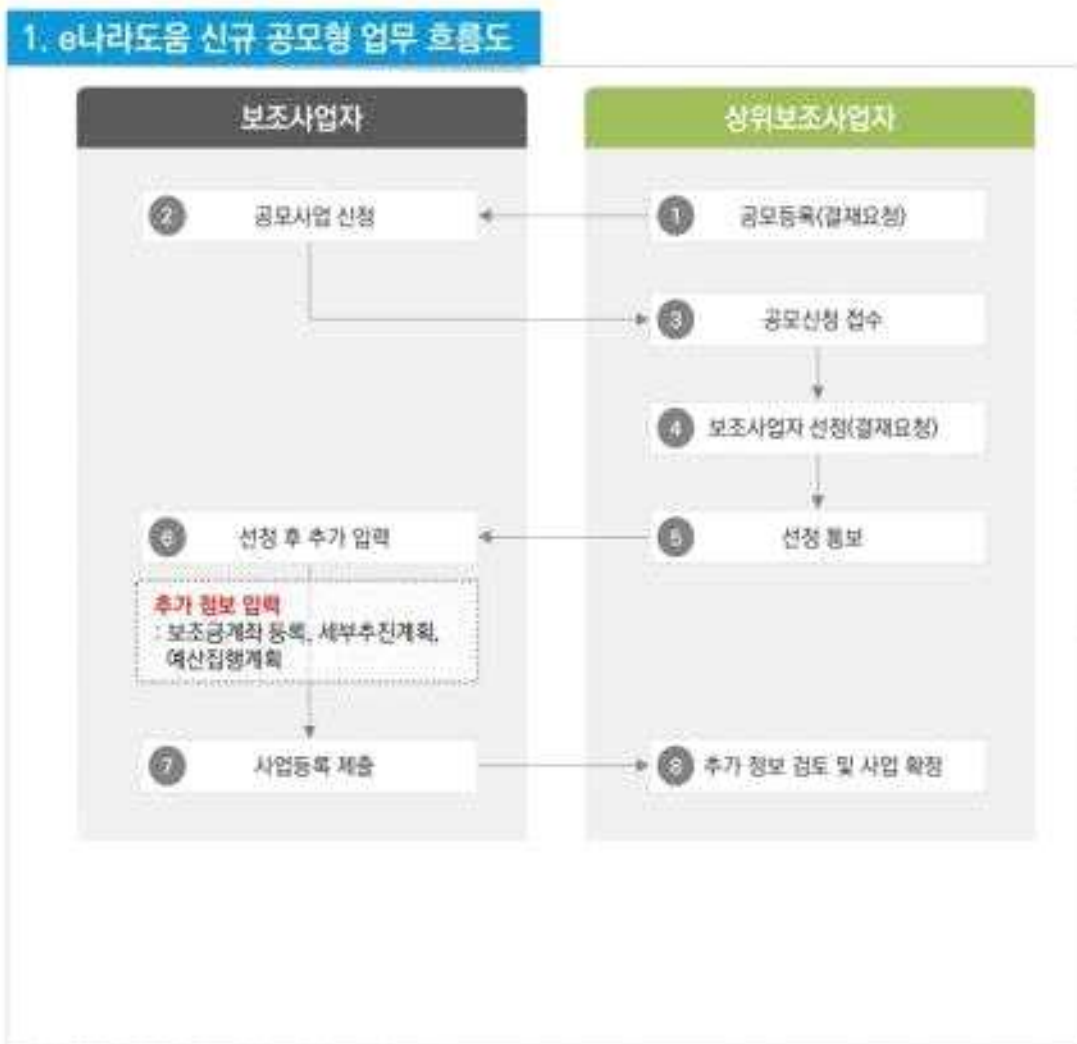 1. e나라도움 신규 공모형 업무 흐름도
보조사업자
상위보조사업자
2 공모사업 신청
1 공모등록(결재요청)
3 공모신청 접수
4 보조사업자 선정(결재요청)
6 선정 후 추가 입력
5 선정 통보
추가 정보 입력
: 보조금계좌 등록, 세부추진계획,
예산집행계획
7 사업등록 제출
8 추가 정보 검토 및 사업 확정